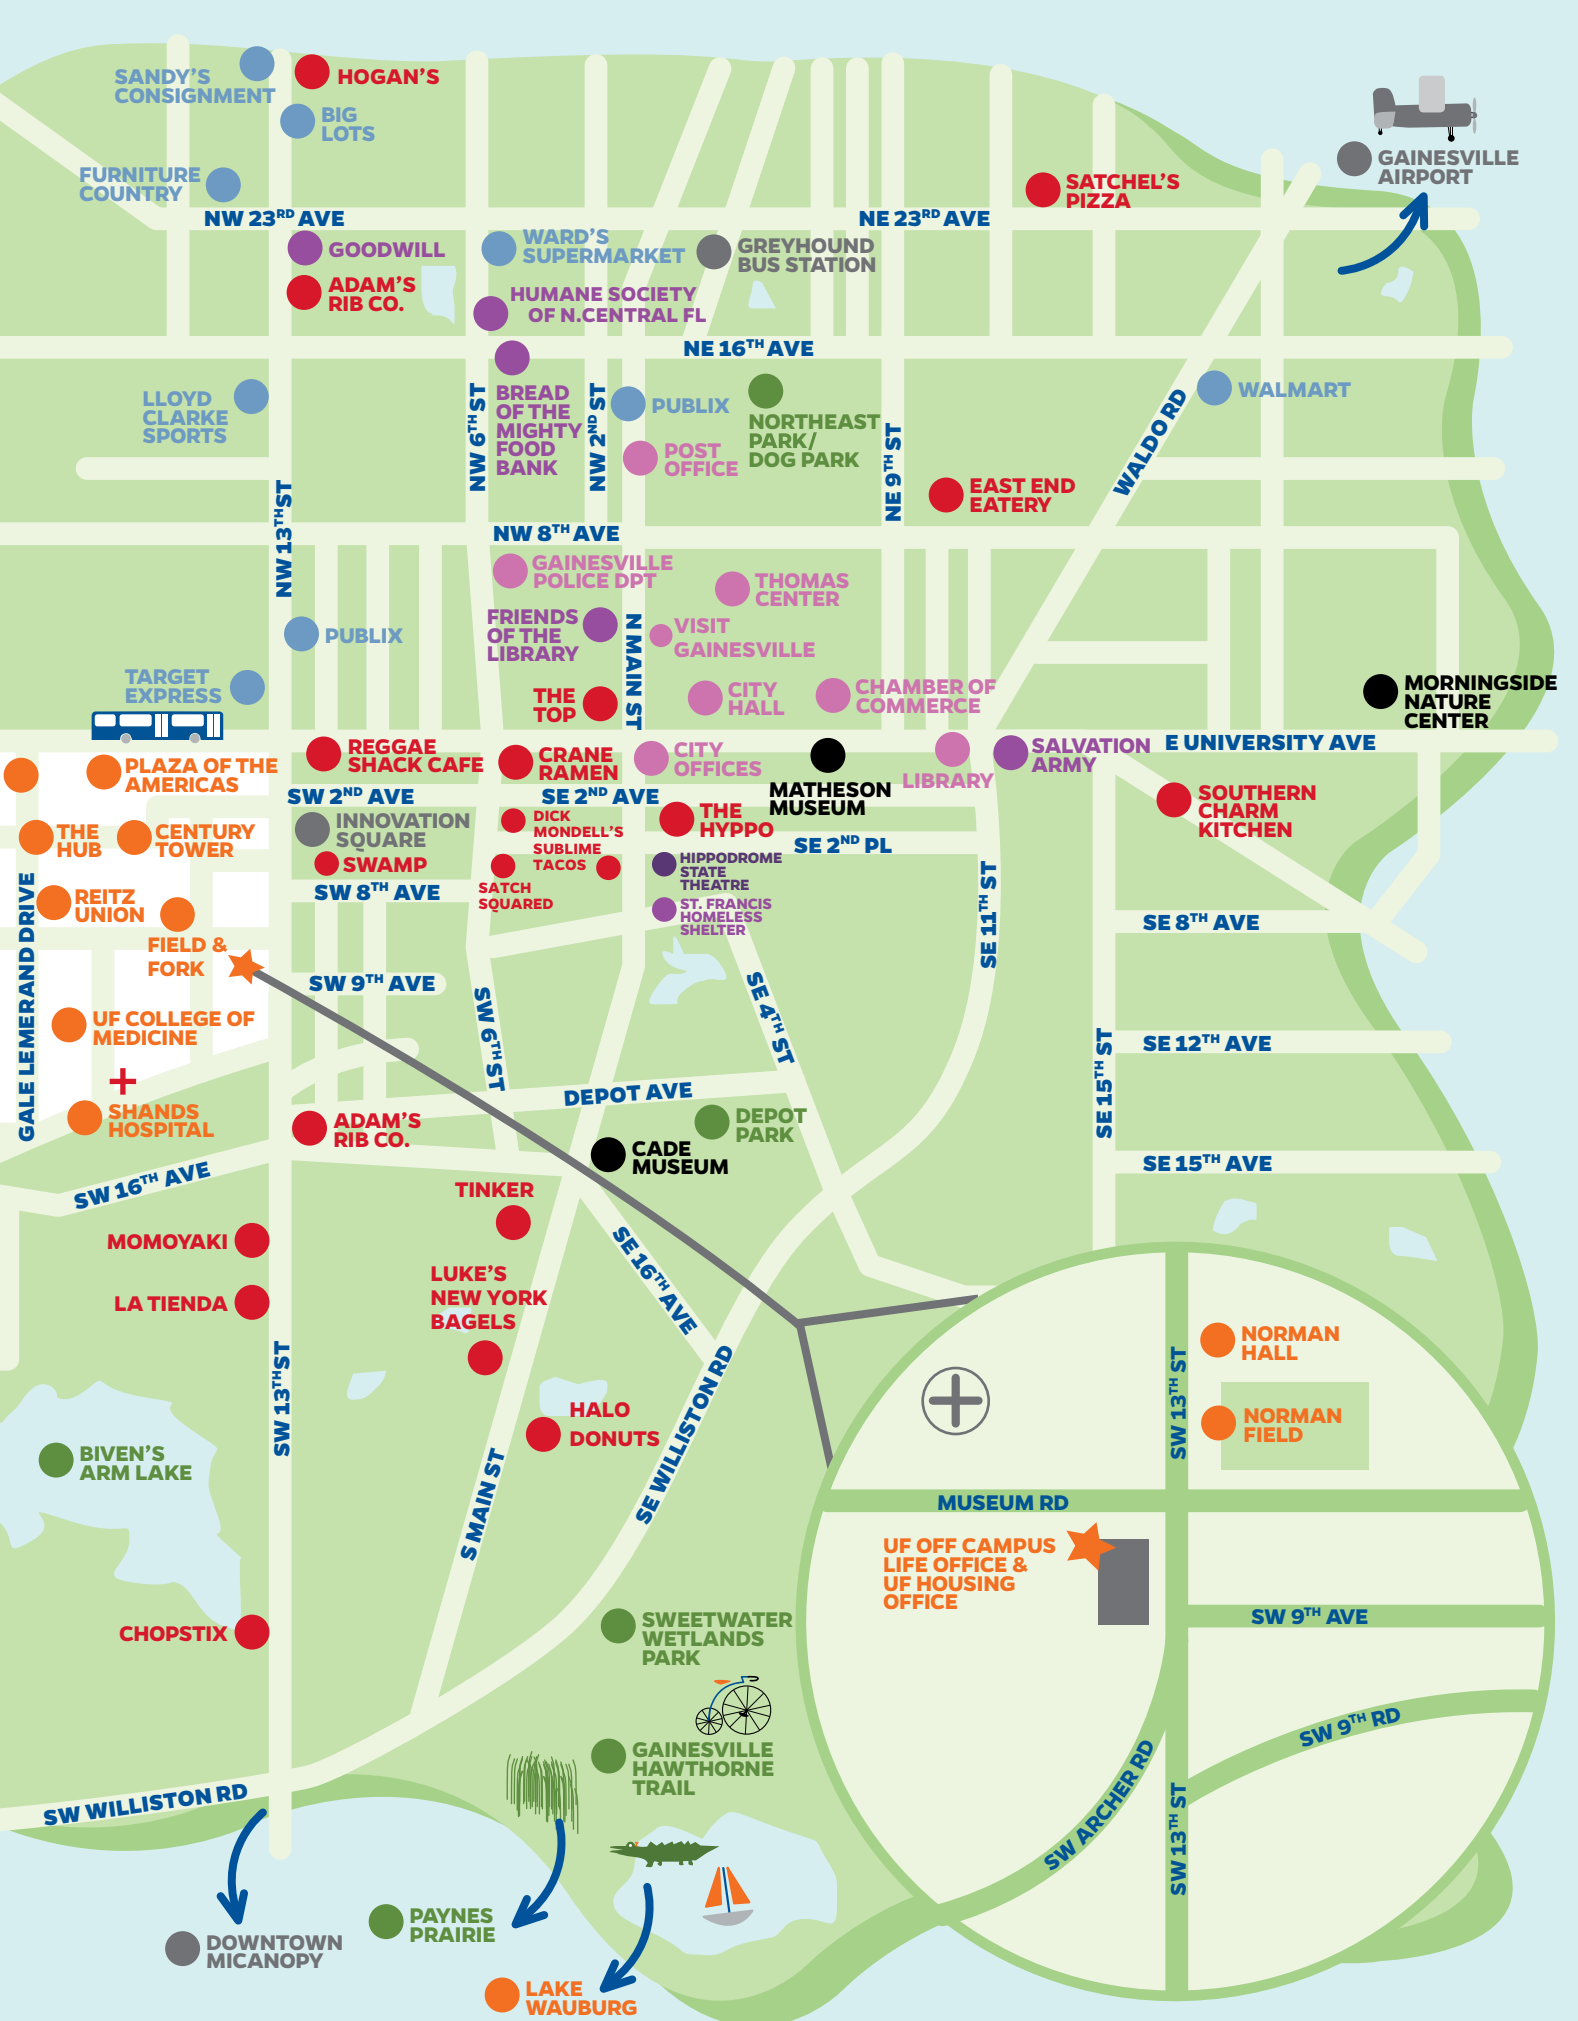 SANDY'S
CONSIGNMENT
HOGAN'S
BIG
LOTS
FURNITURE
COUNTRY
GAINESVILLE
AIRPORT
SATCHEL'S
PIZZA
NW 23RD AVE
NE 23RD AVE
GOODWILL
WARD'S
SUPERMARKET
GREYHOUND
BUS STATION
ADAM'S
RIB CO.
HUMANE SOCIETY
OF N.CENTRAL FL
NE 16TH AVE
LLOYD
CLARKE
SPORTS
NW 6TH ST
BREAD
OF THE
MIGHTY
FOOD
BANK
NW 2ND ST
PUBLIX
POST
OFFICE
NORTHEAST
PARK/
DOG PARK
NE 9TH ST
WALDO RD
WALMART
EAST END
EATERY
NW 13TH ST
NW 8TH AVE
GAINESVILLE
POLICE DPT
THOMAS
CENTER
PUBLIX
FRIENDS
OF THE
LIBRARY
N MAIN ST
VISIT
GAINESVILLE
TARGET
EXPRESS
THE
TOP
CITY
HALL
CHAMBER OF
COMMERCE
MORNINGSIDE
NATURE
CENTER
PLAZA OF THE
AMERICAS
REGGAE
SHACK CAFE
CRANE
RAMEN
CITY
OFFICES
MATHESON
MUSEUM
LIBRARY
SALVATION
ARMY
E UNIVERSITY AVE
SW 2ND AVE
SE 2ND AVE
SOUTHERN
CHARM
KITCHEN
THE
HUB
CENTURY
TOWER
INNOVATION
SQUARE
DICK
MONDELL'S
SUBLIME
TACOS
THE
HYPPO
SE 2ND PL
SWAMP
SATCH
SQUARED
HIPPODROME
STATE
THEATRE
ST. FRANCIS
HOMELESS
SHELTER
SW 8TH AVE
GALE LEMERAND DRIVE
REITZ
UNION
FIELD &
FORK
SE 11TH ST
SE 8TH AVE
SW 9TH AVE
SW 6TH ST
SE 4TH ST
UF COLLEGE OF
MEDICINE
SE 15TH ST
SE 12TH AVE
SHANDS
HOSPITAL
ADAM'S
RIB CO.
DEPOT AVE
DEPOT
PARK
CADE
MUSEUM
SE 15TH AVE
SW 16TH AVE
TINKER
MOMOYAKI
SE 16TH AVE
LUKE'S
NEW YORK
BAGELS
LA TIENDA
SW 13TH ST
SE WILLISTON RD
HALO
DONUTS
S MAIN ST
BIVEN'S
ARM LAKE
NORMAN
HALL
SW 13TH ST
NORMAN
FIELD
MUSEUM RD
UF OFF CAMPUS
LIFE OFFICE &
UF HOUSING
OFFICE
SW 9TH AVE
CHOPSTIX
SWEETWATER
WETLANDS
PARK
GAINESVILLE
HAWTHORNE
TRAIL
SW 9TH RD
SW ARCHER RD
SW 13TH ST
SW WILLISTON RD
PAYNES
PRAIRIE
DOWNTOWN
MICANOPY
LAKE
WAUBURG